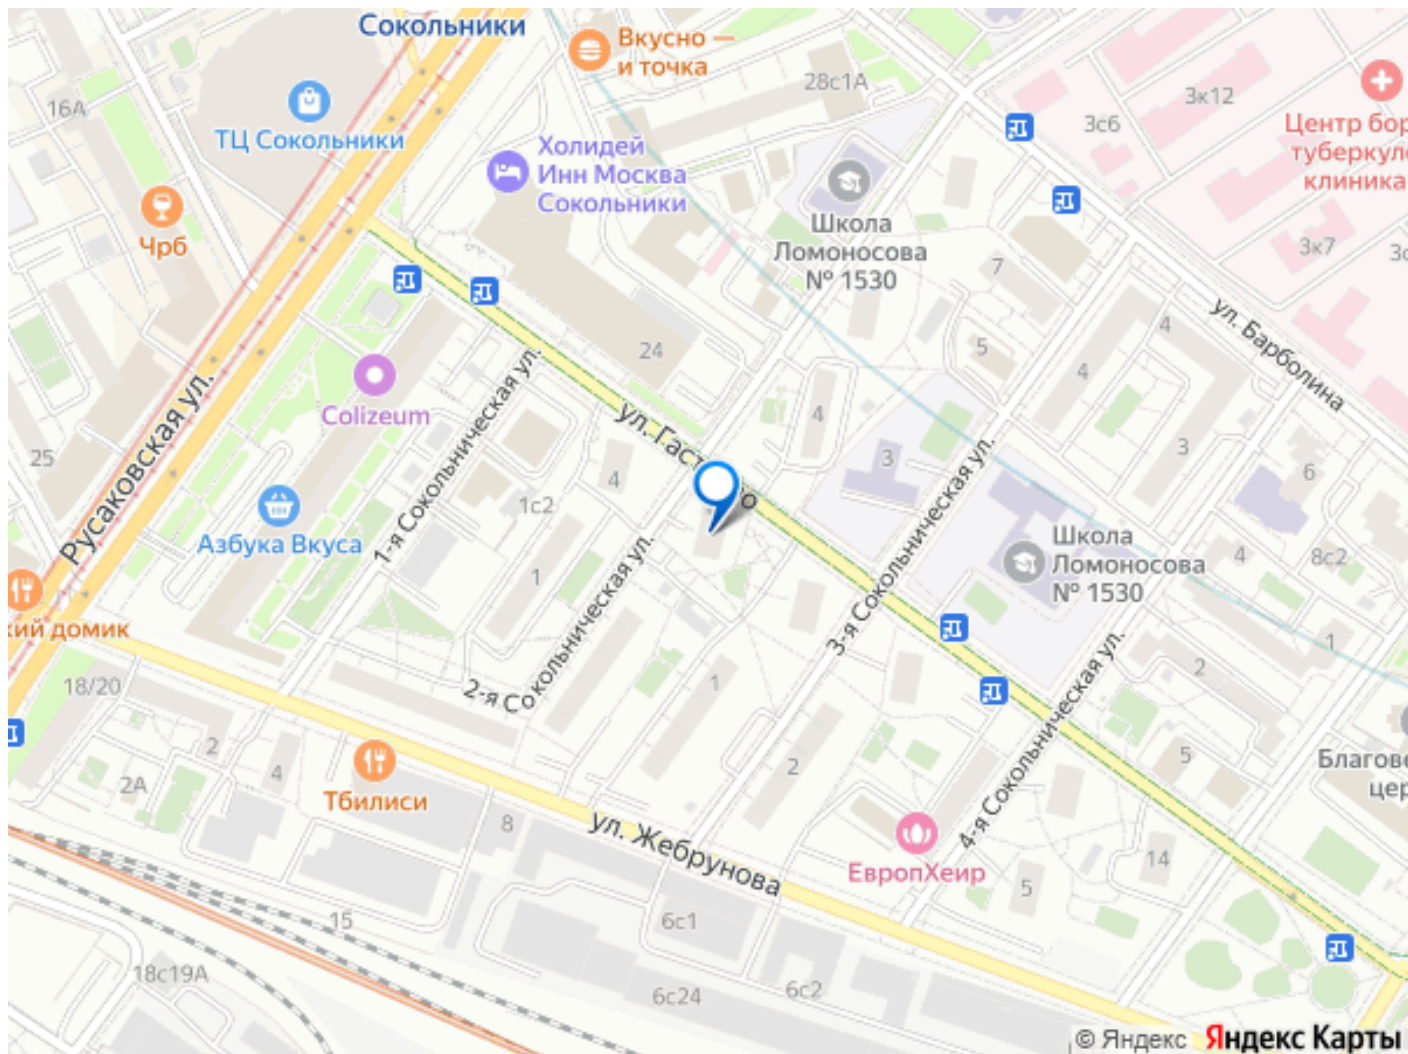 Сокольники
Вкусно —
и точка
28с1А
16А
ТЦ Сокольники
3к12
3с6
Центр бор
туберкул
клиника
Холидей
Инн Москва
Сокольники
Чрб
Школа
Ломоносова
№ 1530
3к7
7
ул. Барболина
4
5
4
24
1-я Сокольническая ул.
Colizeum
Русаковская ул.
ул. Гаст
о
4
3
3
25
4
6
1с2
3-я Сокольническая ул.
Азбука Вкуса
Школа
Ломоносова
№ 1530
4
8с2
1
2-я Сокольническая ул.
кий домик
1
2
1
18/20
4-я Сокольническая ул.
2
5
Благове
цер
2
4
2А
Тбилиси
8
ул. Жебрунова
ЕвропХеир
14
5
15
6с1
18с19А
6с24
6с2
© Яндекс Яндекс Карты